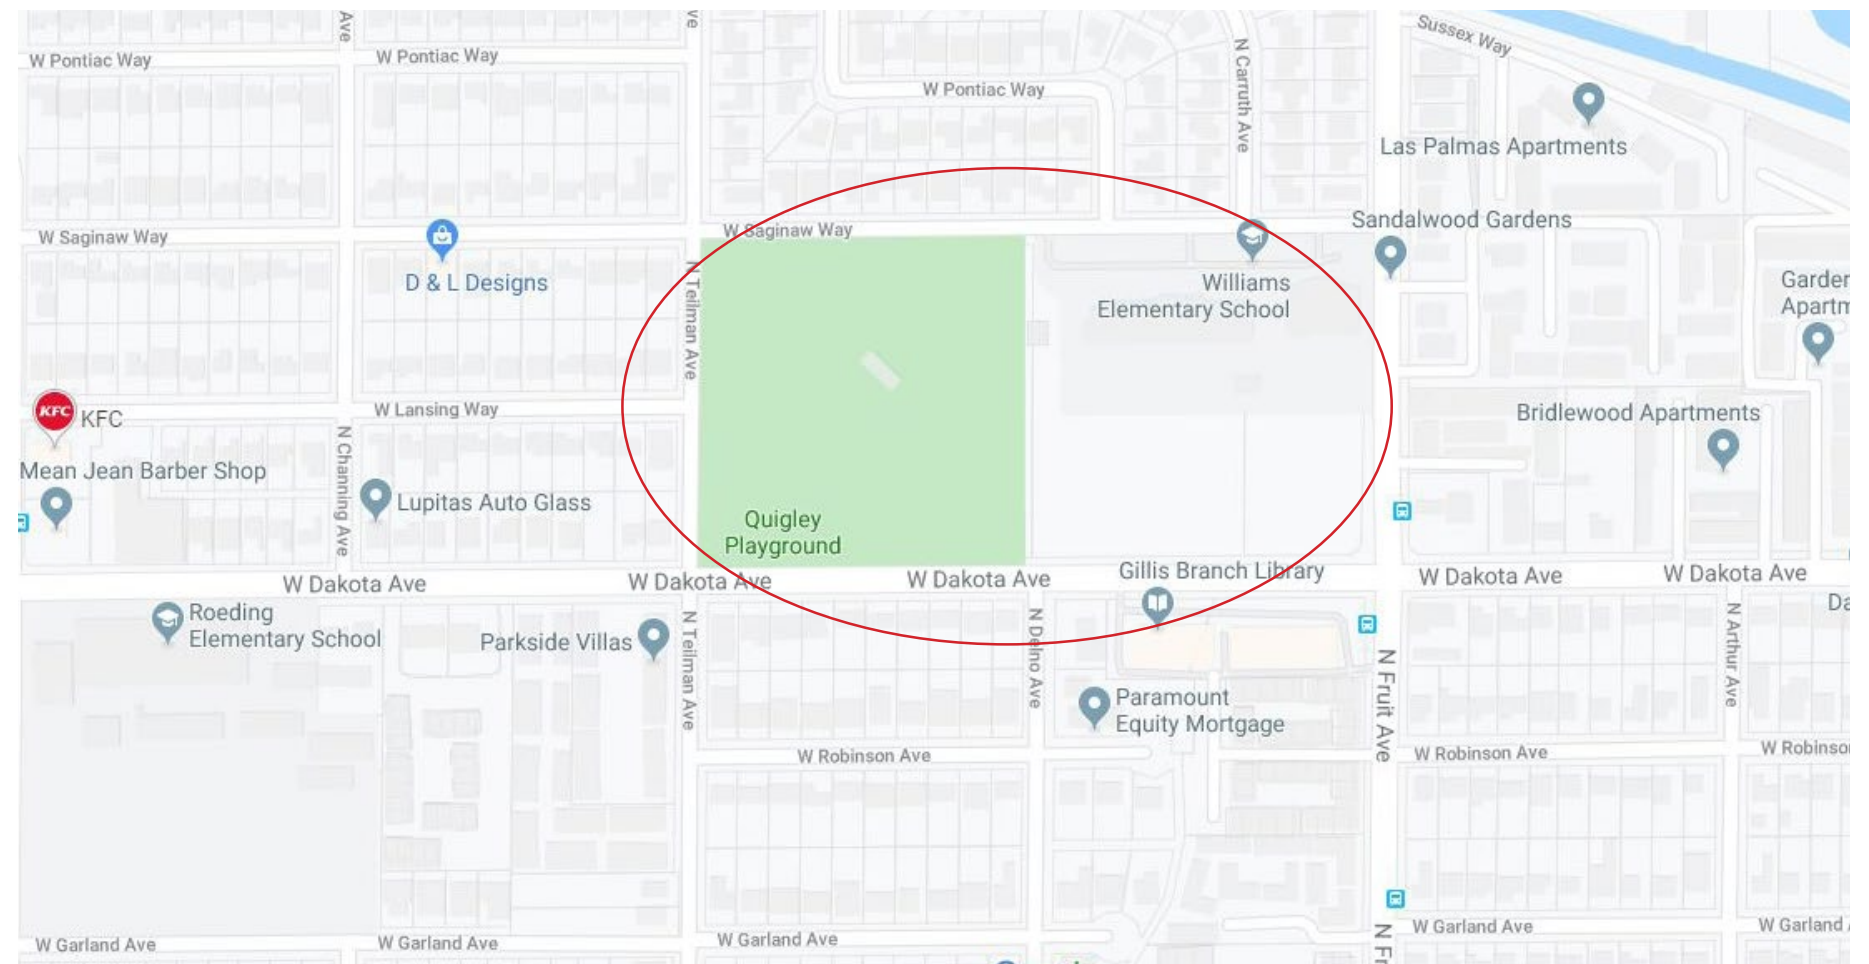 Ave
ve
Sussex Way
W Pontiac Way
W Pontiac Way
W Pontiac Way
N Carruth Ave
Las Palmas Apartments
Sandalwood Gardens
W Saginaw Way
W Saginaw Way
D & L Designs
N Teilman Ave
Williams
Elementary School
Garden
Apartm
KFC
KFC
W Lansing Way
Bridlewood Apartments
Mean Jean Barber Shop
N Channing Ave
Lupitas Auto Glass
Quigley
Playground
W Dakota Ave
W Dakota Ave
W Dakota Ave
Gillis Branch Library
W Dakota Ave
W Dakota Ave
Roeding
Elementary School
Parkside Villas
N Teilman Ave
N Delno Ave
N Fruit Ave
N Arthur Ave
Da
Paramount
Equity Mortgage
W Robinson Ave
W Robinson Ave
W Robinso
W Garland Ave
W Garland Ave
W Garland Ave
W Garland Ave
W Garland
N Fr